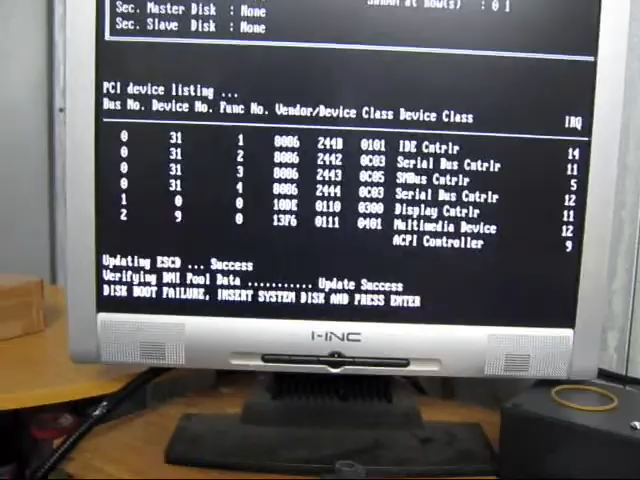 Sec. Master Disk : None
Sec. Slave Disk : None
: 0 1
PCI device listing ...
Bus No. Device No. Func No. Vendor/Device Class Device Class IRQ
0 31 1 8086 244B 0101 IDE Cntrlr 14
0 31 2 8086 2442 0C03 Serial Bus Cntrlr 11
0 31 3 8086 2443 0C05 SMBus Cntrlr 5
0 31 4 8086 2444 0C03 Serial Bus Cntrlr 12
1 0 0 10DE 0110 0300 Display Cntrlr 11
2 9 0 13F6 0111 0401 Multimedia Device 12
ACPI Controller 9
Updating ESCD ... Success
Verifying DMI Pool Data ........... Update Success
DISK BOOT FAILURE, INSERT SYSTEM DISK AND PRESS ENTER
I-INC